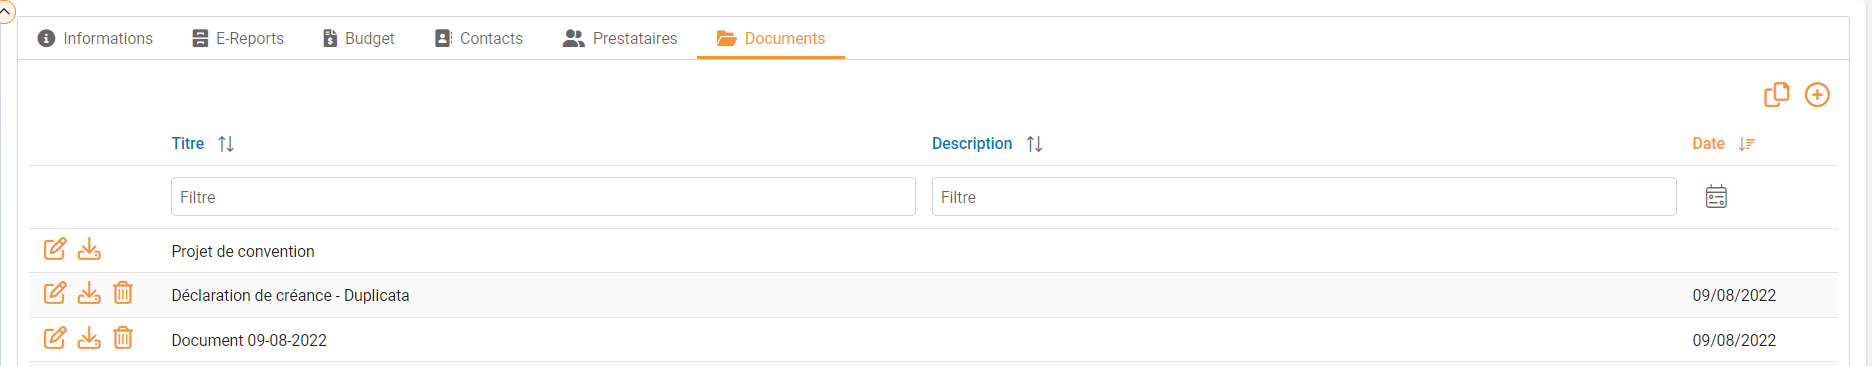 Informations E-Reports Budget Contacts Prestataires Documents
Titre Description Date
Filtre Filtre
Projet de convention
Déclaration de créance - Duplicata 09/08/2022
Document 09-08-2022 09/08/2022